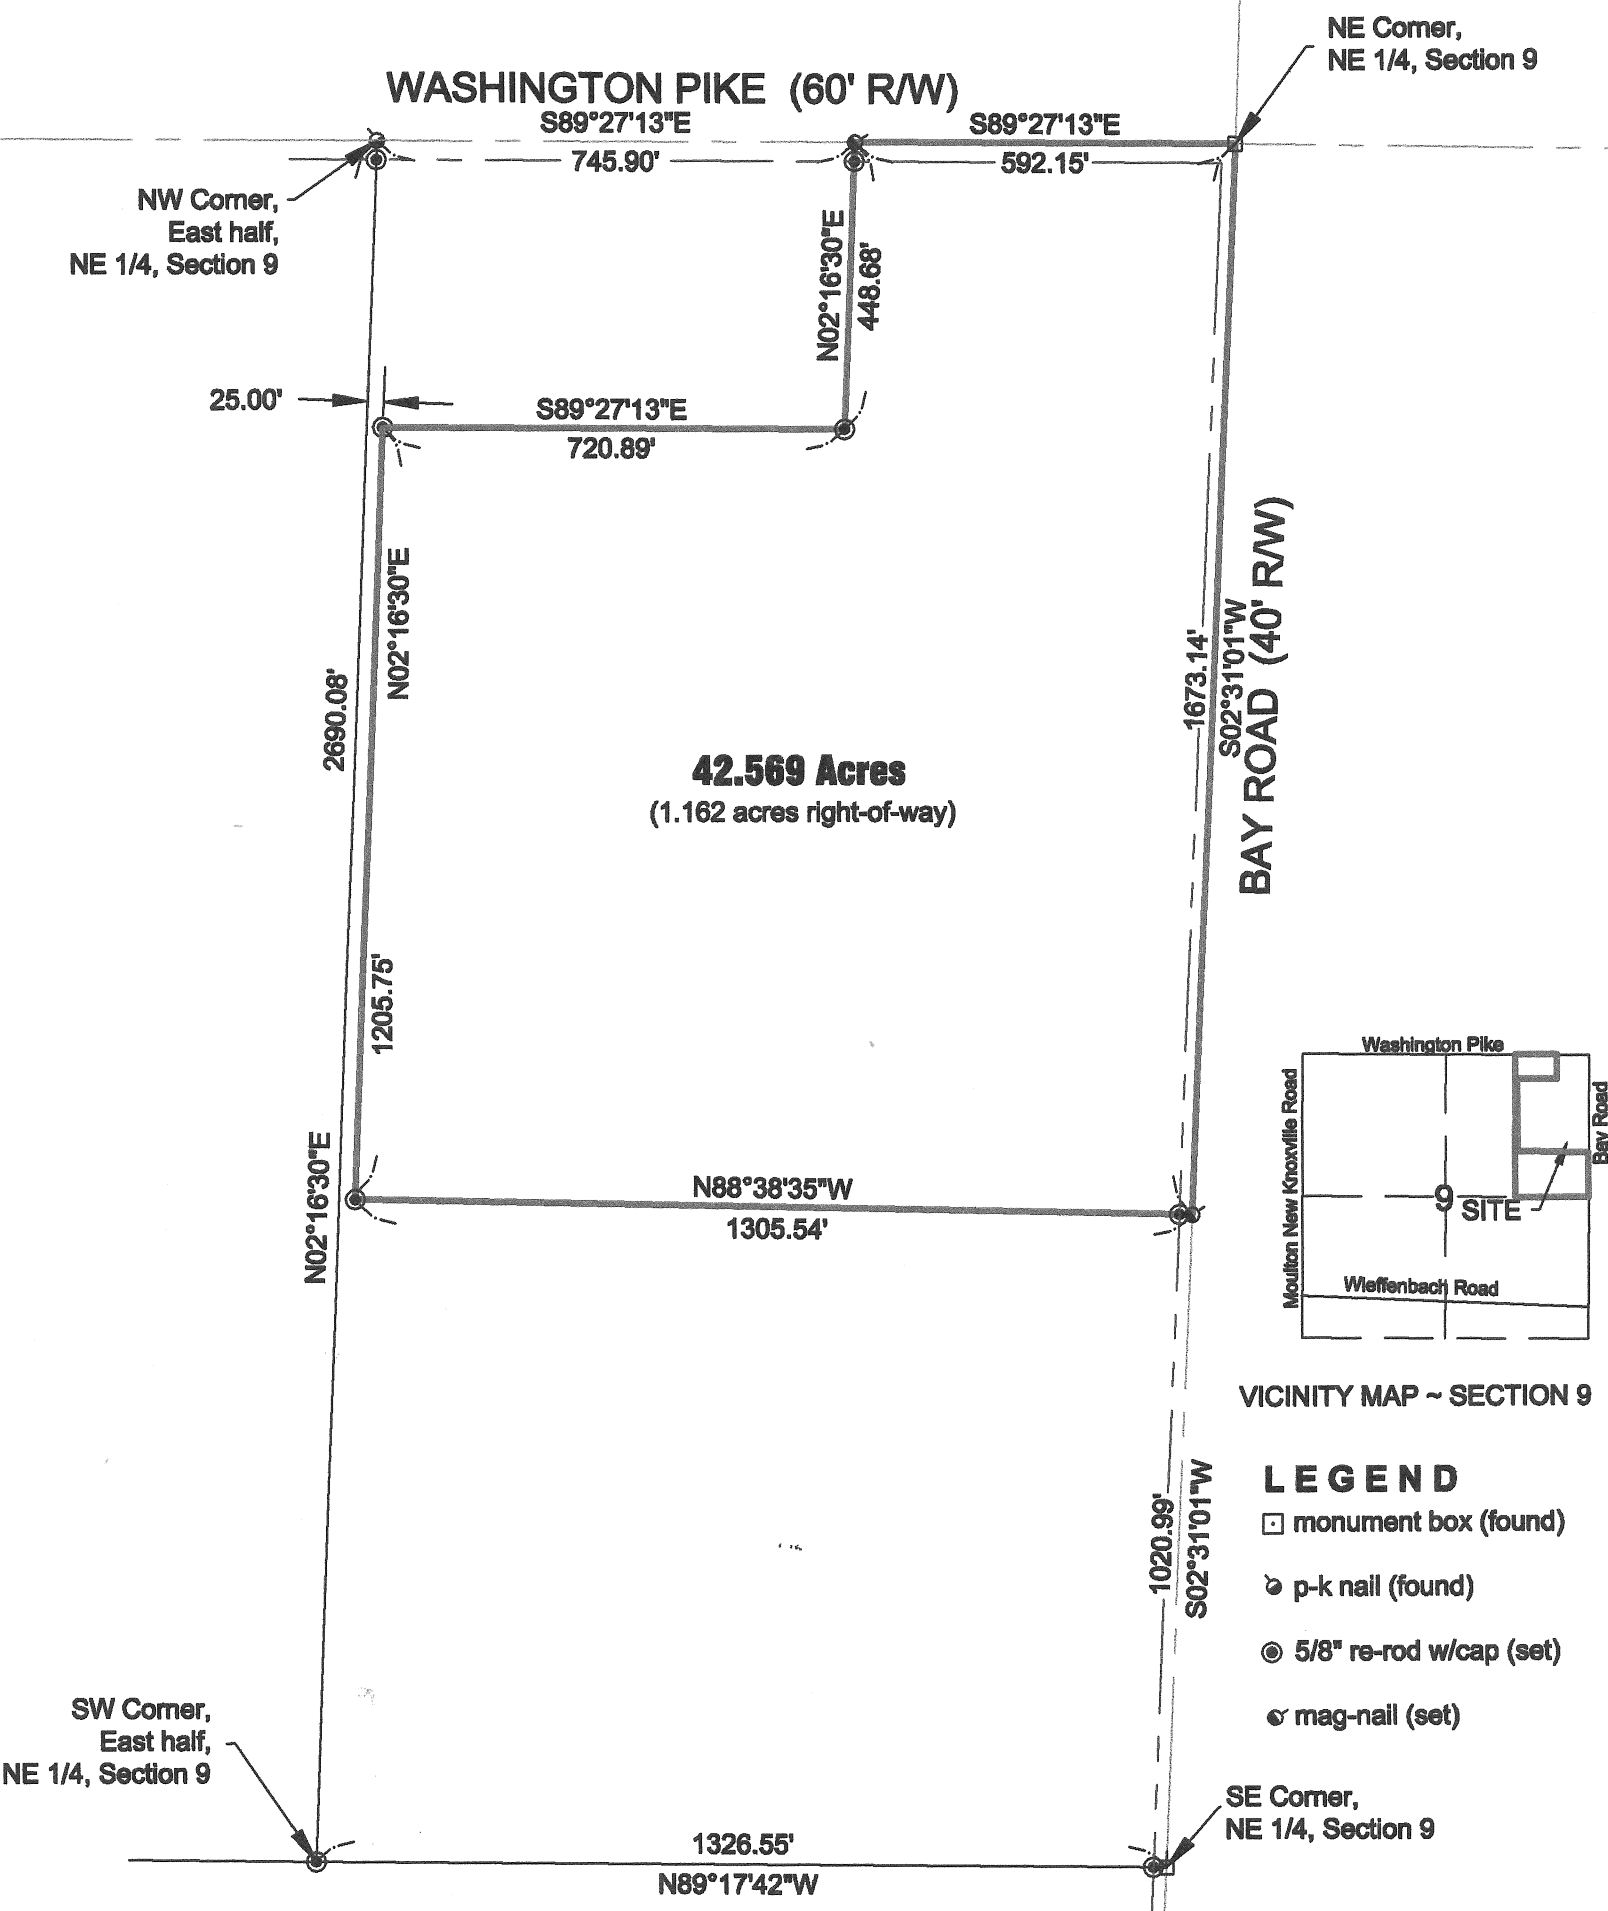 NE Corner,
NE 1/4, Section 9
WASHINGTON PIKE (60' R/W)
S89°27'13"E
745.90'
S89°27'13"E
592.15'
NW Corner,
East half,
NE 1/4, Section 9
N02°16'30"E
448.68'
25.00'
S89°27'13"E
720.89'
N02°16'30"E
2690.08'
1673.14'
S02°31'01"W
BAY ROAD (40' R/W)
42.569 Acres
(1.162 acres right-of-way)
1205.75'
N02°16'30"E
N88°38'35"W
1305.54'
Washington Pike
Moulton New Knoxville Road
Bay Road
9
SITE
Wieffenbach Road
VICINITY MAP ~ SECTION 9
LEGEND
monument box (found)
p-k nail (found)
5/8" re-rod w/cap (set)
mag-nail (set)
1020.99'
S02°31'01"W
SW Corner,
East half,
NE 1/4, Section 9
SE Corner,
NE 1/4, Section 9
1326.55'
N89°17'42"W